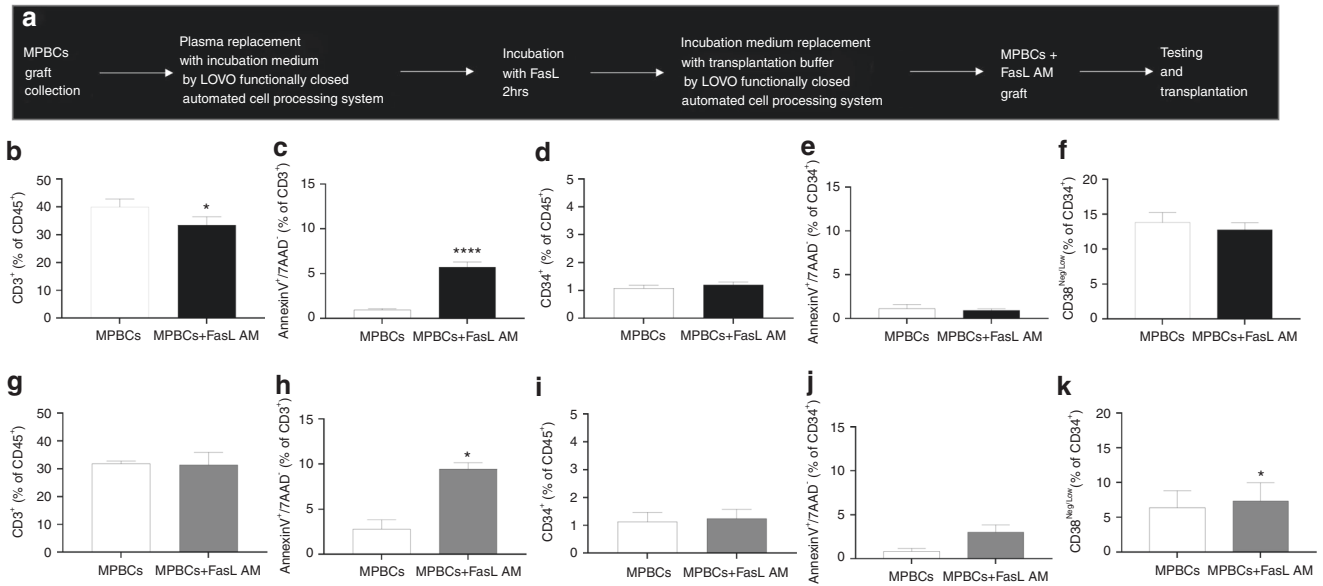 a
MPBCs
graft
collection
Plasma replacement
with incubation medium
by LOVO functionally closed
automated cell processing system
Incubation
with FasL
2hrs
Incubation medium replacement
with transplantation buffer
by LOVO functionally closed
automated cell processing system
MPBCs +
FasL AM
graft
Testing
and
transplantation
b
CD3+ (% of CD45+)
50
40
30
20
10
0
*
MPBCs MPBCs+FasL AM
c
AnnexinV+/7AAD- (% of CD3+)
15
10
5
0
****
MPBCs MPBCs+FasL AM
d
CD34+ (% of CD45+)
5
4
3
2
1
0
MPBCs MPBCs+FasL AM
e
AnnexinV+/7AAD- (% of CD34+)
15
10
5
0
MPBCs MPBCs+FasL AM
f
CD38Neg/Low(% of CD34+)
20
15
10
5
0
MPBCs MPBCs+FasL AM
g
CD3+ (% of CD45+)
50
40
30
20
10
0
MPBCs MPBCs+FasL AM
h
AnnexinV+/7AAD- (% of CD3+)
15
10
5
0
*
MPBCs MPBCs+FasL AM
i
CD34+ (% of CD45+)
5
4
3
2
1
0
MPBCs MPBCs+FasL AM
j
AnnexinV+/7AAD- (% of CD34+)
15
10
5
0
MPBCs MPBCs+FasL AM
k
CD38Neg/Low(% of CD34+)
20
15
10
5
0
*
MPBCs MPBCs+FasL AM